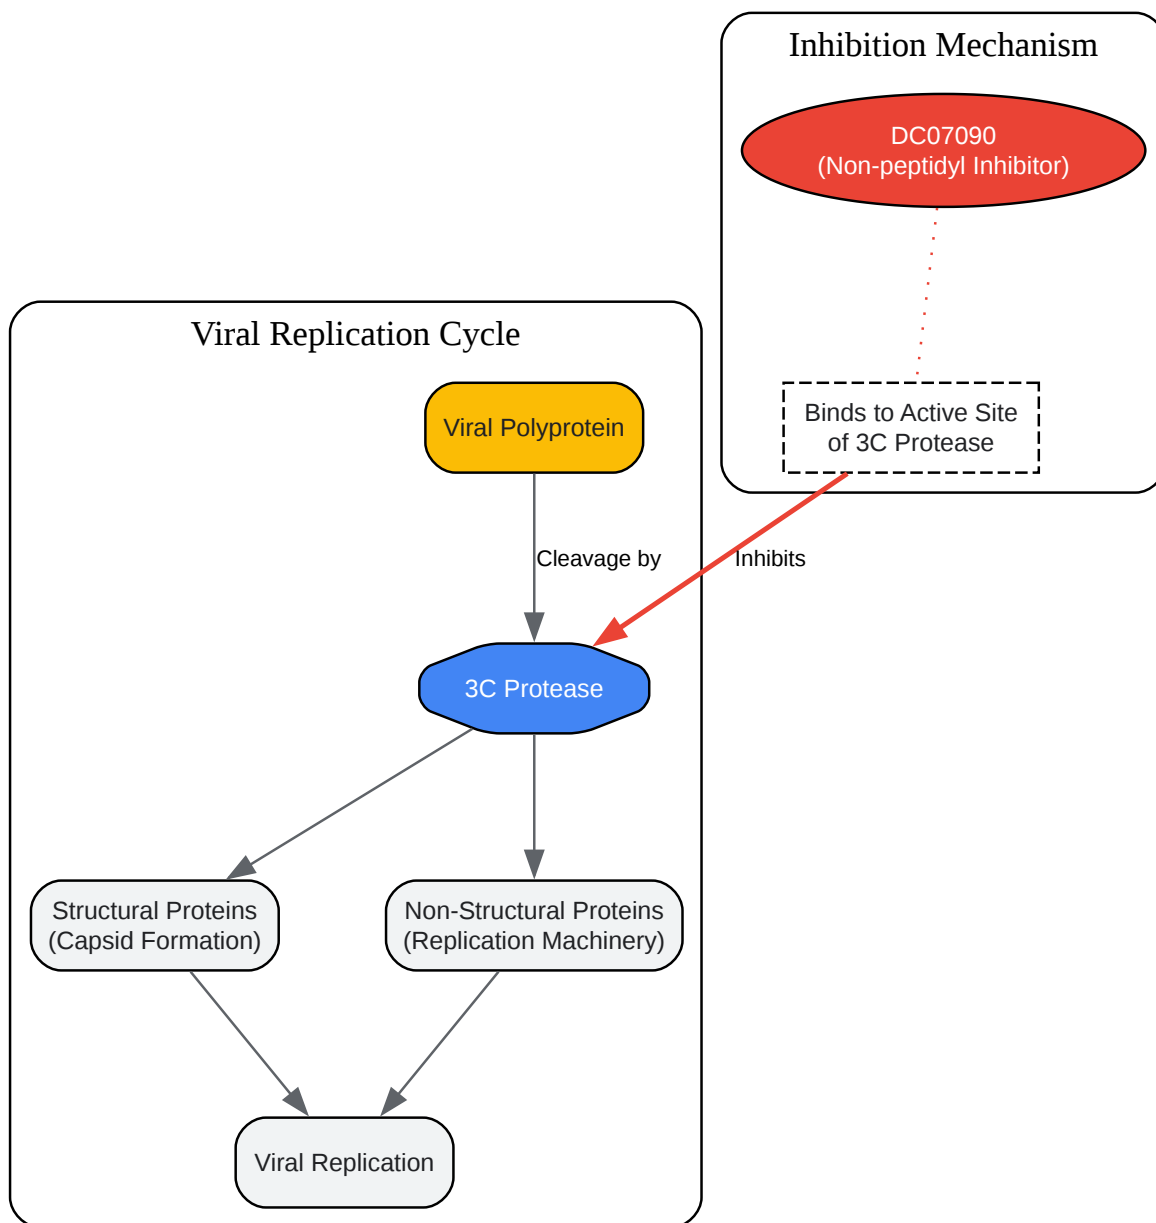 Inhibition Mechanism
DC07090
(Non-peptidyl Inhibitor)
Binds to Active Site
of 3C Protease
Inhibits
Viral Replication Cycle
Viral Polyprotein
Cleavage by
3C Protease
Structural Proteins
(Capsid Formation)
Non-Structural Proteins
(Replication Machinery)
Viral Replication